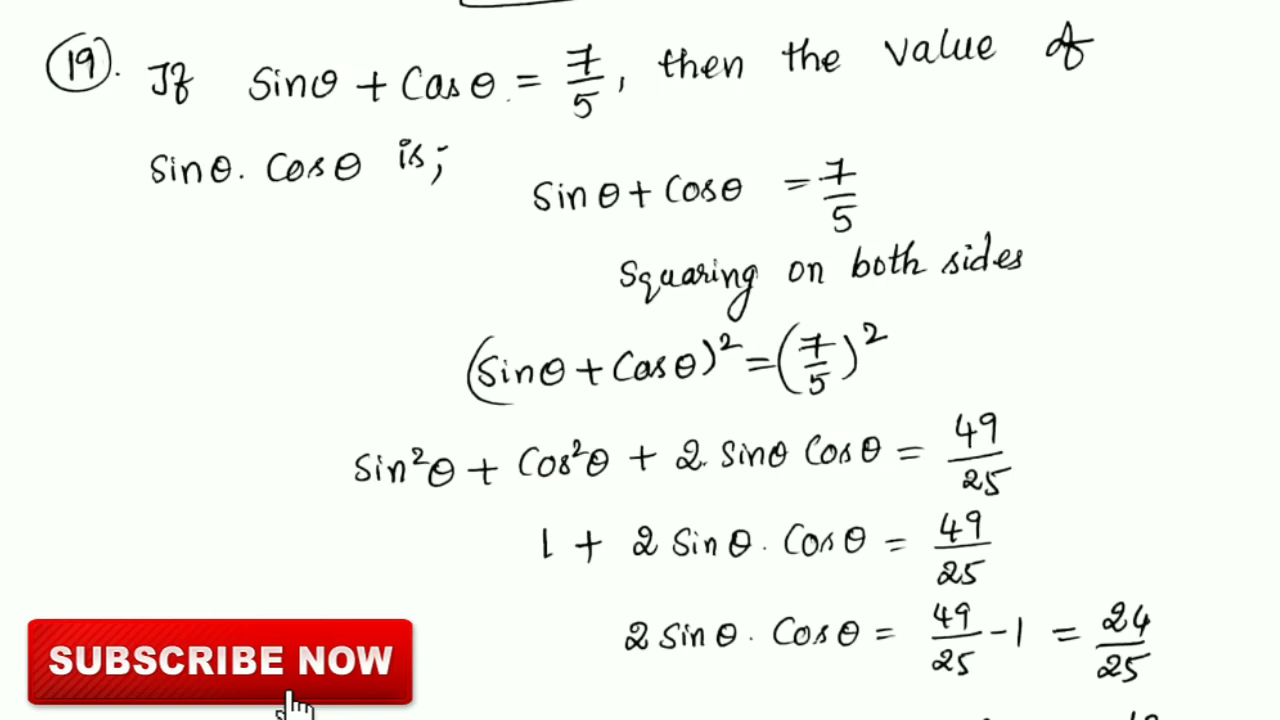 (19). If Sinθ + Cosθ = 7/5, then the value of
Sinθ. Cosθ is;
Sinθ + Cosθ = 7/5
Squaring on both sides
(Sinθ + Cosθ)² = (7/5)²
Sin²θ + Cos²θ + 2. Sinθ Cosθ = 49/25
1 + 2 Sinθ. Cosθ = 49/25
2 Sinθ. Cosθ = 49/25 - 1 = 24/25
SUBSCRIBE NOW